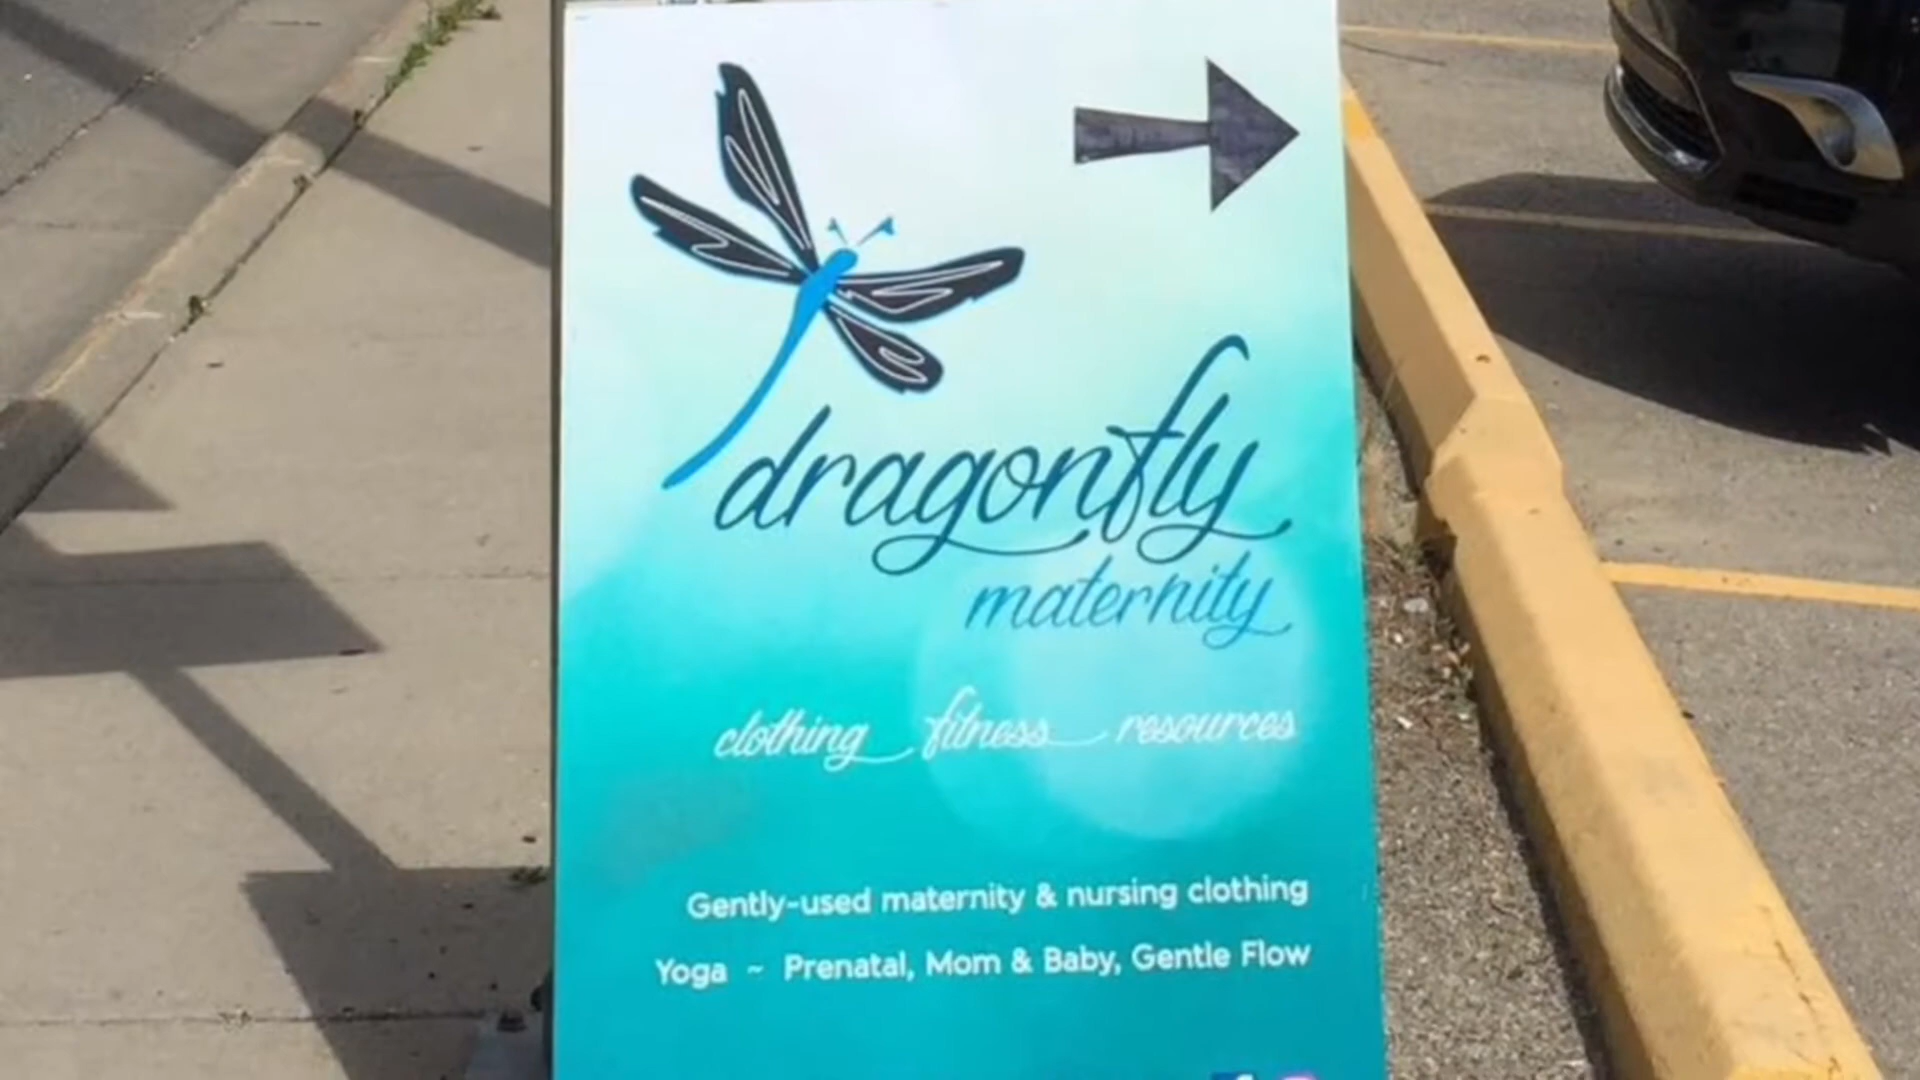 dragonfly
maternity
clothing fitness resources
Gently-used maternity & nursing clothing
Yoga ~ Prenatal, Mom & Baby, Gentle Flow